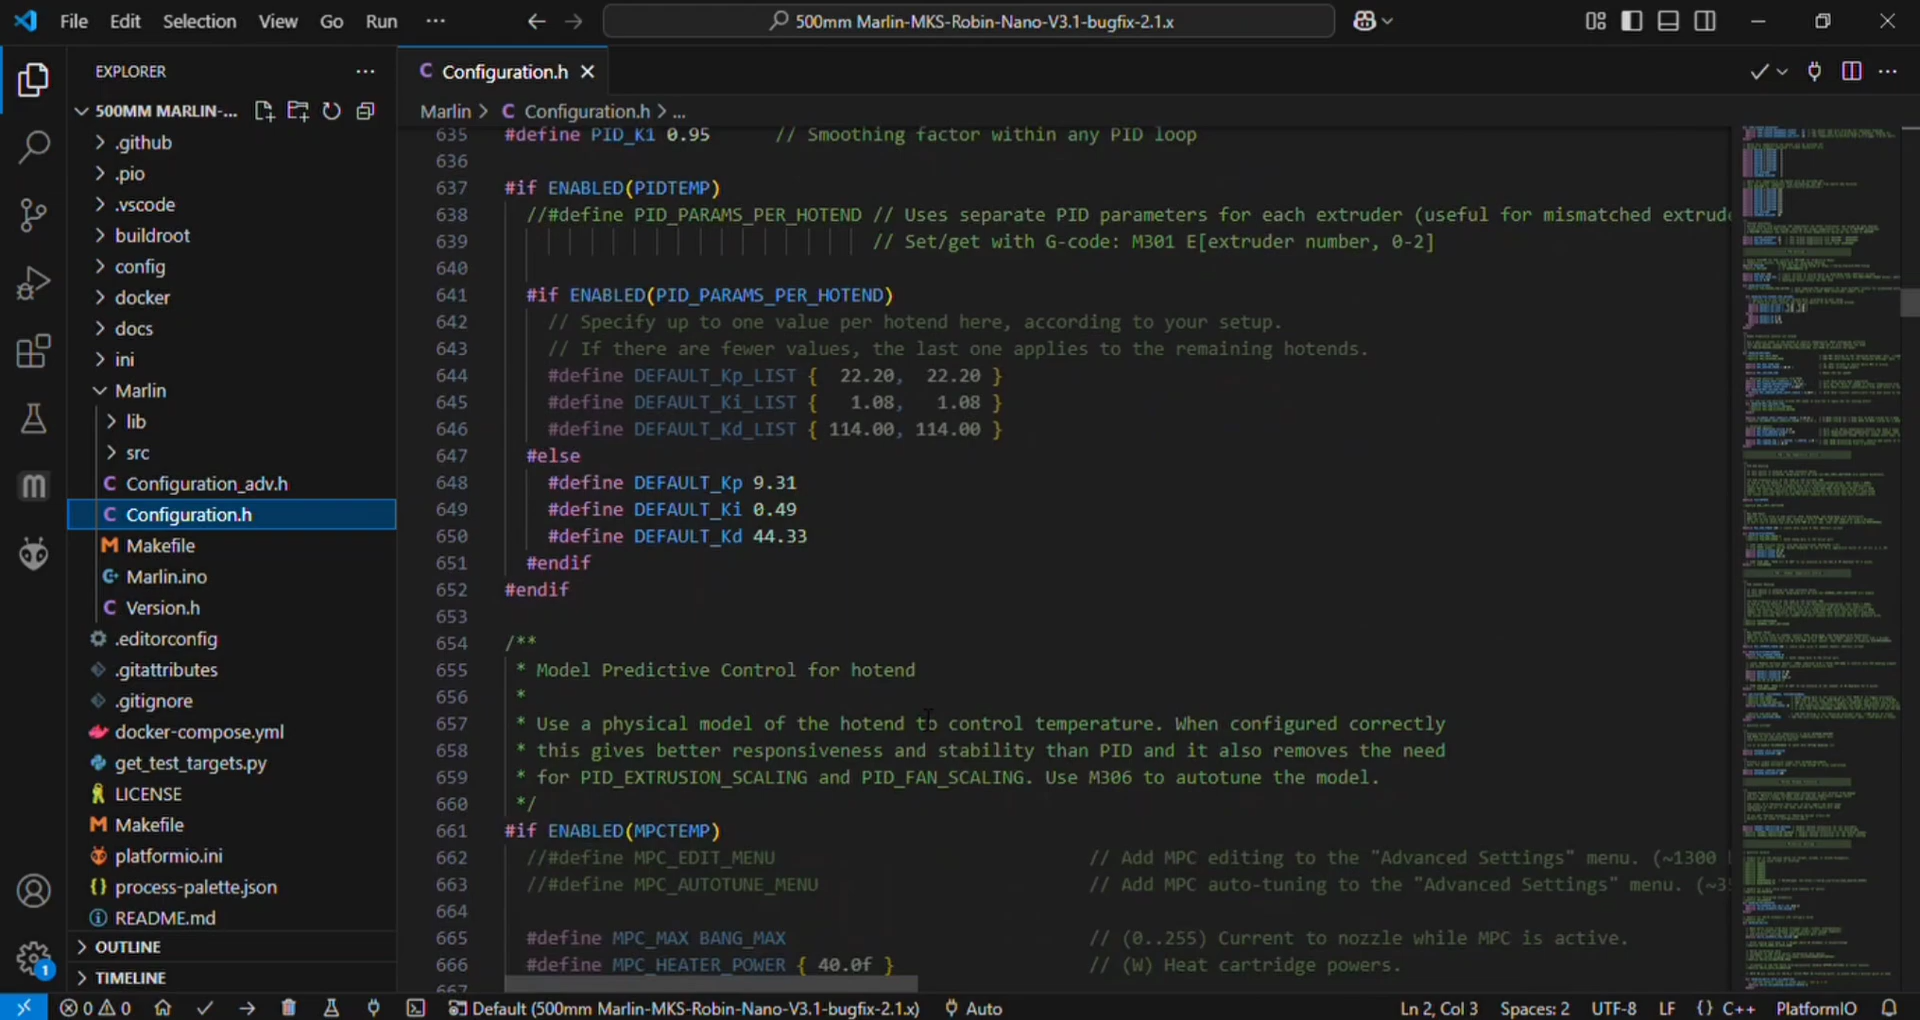 File Edit Selection View Go Run ···
500mm Marlin-MKS-Robin-Nano-V3.1-bugfix-2.1.x
EXPLORER
500MM MARLIN-...
.github
.pio
.vscode
buildroot
config
docker
docs
ini
Marlin
lib
src
C Configuration_adv.h
C Configuration.h
M Makefile
Marlin.ino
C Version.h
.editorconfig
.gitattributes
.gitignore
docker-compose.yml
get_test_targets.py
LICENSE
M Makefile
platformio.ini
{} process-palette.json
README.md
OUTLINE
TIMELINE
1
C Configuration.h
Marlin > C Configuration.h > ...
635 #define PID_K1 0.95 // Smoothing factor within any PID loop
636
637 #if ENABLED(PIDTEMP)
638 //#define PID_PARAMS_PER_HOTEND // Uses separate PID parameters for each extruder (useful for mismatched extrude
639 // Set/get with G-code: M301 E[extruder number, 0-2]
640
641 #if ENABLED(PID_PARAMS_PER_HOTEND)
642 // Specify up to one value per hotend here, according to your setup.
643 // If there are fewer values, the last one applies to the remaining hotends.
644 #define DEFAULT_Kp_LIST { 22.20, 22.20 }
645 #define DEFAULT_Ki_LIST { 1.08, 1.08 }
646 #define DEFAULT_Kd_LIST { 114.00, 114.00 }
647 #else
648 #define DEFAULT_Kp 9.31
649 #define DEFAULT_Ki 0.49
650 #define DEFAULT_Kd 44.33
651 #endif
652 #endif
653
654 /**
655 * Model Predictive Control for hotend
656 *
657 * Use a physical model of the hotend to control temperature. When configured correctly
658 * this gives better responsiveness and stability than PID and it also removes the need
659 * for PID_EXTRUSION_SCALING and PID_FAN_SCALING. Use M306 to autotune the model.
660 */
661 #if ENABLED(MPCTEMP)
662 //#define MPC_EDIT_MENU // Add MPC editing to the "Advanced Settings" menu. (~1300
663 //#define MPC_AUTOTUNE_MENU // Add MPC auto-tuning to the "Advanced Settings" menu. (~3
664
665 #define MPC_MAX BANG_MAX // (0..255) Current to nozzle while MPC is active.
666 #define MPC_HEATER_POWER { 40.0f } // (W) Heat cartridge powers.
667
0 0 Default (500mm Marlin-MKS-Robin-Nano-V3.1-bugfix-2.1.x) Auto Ln 2, Col 3 Spaces: 2 UTF-8 LF {} C++ PlatformIO